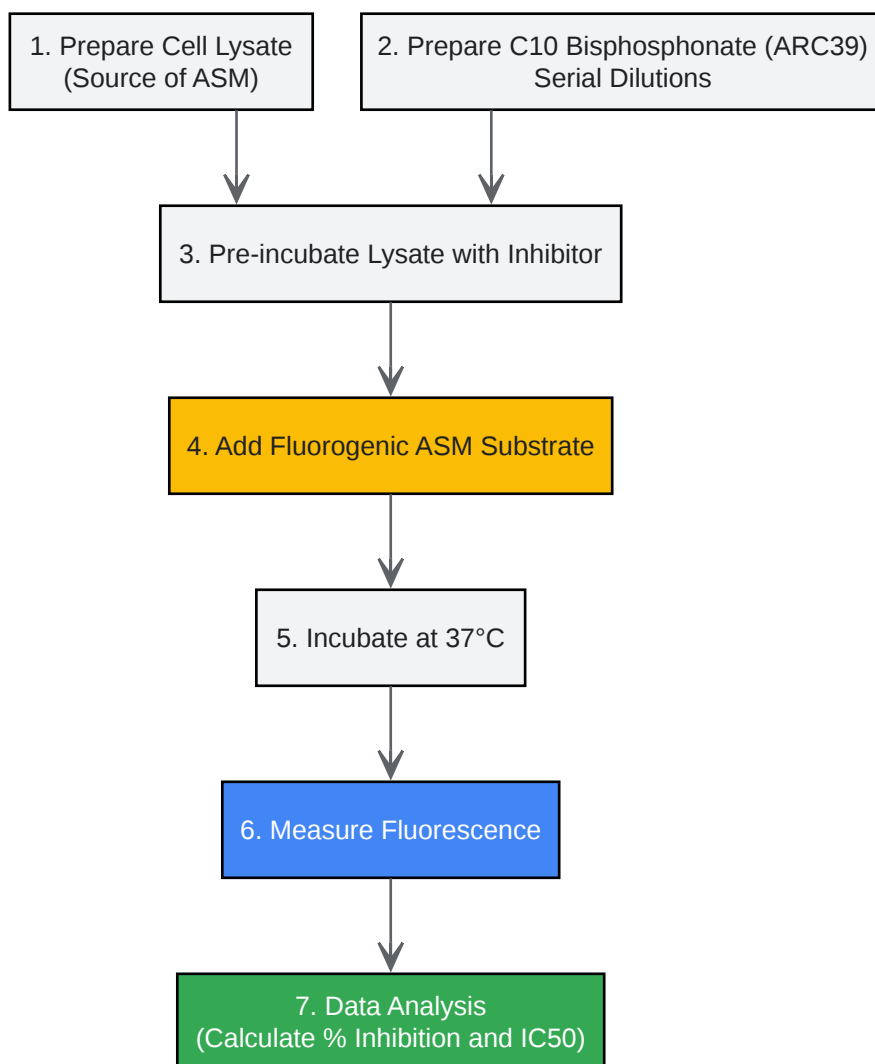 1. Prepare Cell Lysate
(Source of ASM)
2. Prepare C10 Bisphosphonate (ARC39)
Serial Dilutions
3. Pre-incubate Lysate with Inhibitor
4. Add Fluorogenic ASM Substrate
5. Incubate at 37°C
6. Measure Fluorescence
7. Data Analysis
(Calculate % Inhibition and IC50)